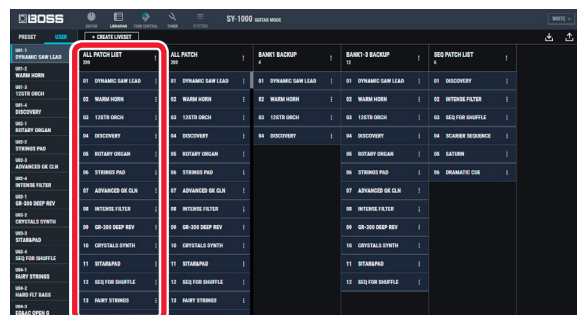 BOSS
EDITOR
LIBRARIAN
TONE CENTRAL
TUNER
SYSTEM
SY-1000 GUITAR MODE
WRITE
PRESET
USER
+ CREATE LIVESET
U01-1
DYNAMIC SAW LEAD
U01-2
WARM HORN
U01-3
12STR ORCH
U01-4
DISCOVERY
U02-1
ROTARY ORGAN
U02-2
STRINGS PAD
U02-3
ADVANCED GK CLN
U02-4
INTENSE FILTER
U03-1
GR-300 DEEP REV
U03-2
CRYSTALS SYNTH
U03-3
SITAR&PAD
U03-4
SEQ FOR SHUFFLE
U04-1
FAIRY STRINGS
U04-2
HARD FLT BASS
U04-3
EG&AC OPEN G
ALL PATCH LIST
200
01 DYNAMIC SAW LEAD
02 WARM HORN
03 12STR ORCH
04 DISCOVERY
05 ROTARY ORGAN
06 STRINGS PAD
07 ADVANCED GK CLN
08 INTENSE FILTER
09 GR-300 DEEP REV
10 CRYSTALS SYNTH
11 SITAR&PAD
12 SEQ FOR SHUFFLE
13 FAIRY STRINGS
ALL PATCH
200
01 DYNAMIC SAW LEAD
02 WARM HORN
03 12STR ORCH
04 DISCOVERY
05 ROTARY ORGAN
06 STRINGS PAD
07 ADVANCED GK CLN
08 INTENSE FILTER
09 GR-300 DEEP REV
10 CRYSTALS SYNTH
11 SITAR&PAD
12 SEQ FOR SHUFFLE
13 FAIRY STRINGS
BANK1 BACKUP
4
01 DYNAMIC SAW LEAD
02 WARM HORN
03 12STR ORCH
04 DISCOVERY
BANK1-3 BACKUP
12
01 DYNAMIC SAW LEAD
02 WARM HORN
03 12STR ORCH
04 DISCOVERY
05 ROTARY ORGAN
06 STRINGS PAD
07 ADVANCED GK CLN
08 INTENSE FILTER
09 GR-300 DEEP REV
10 CRYSTALS SYNTH
11 SITAR&PAD
12 SEQ FOR SHUFFLE
SEQ PATCH LIST
6
01 DISCOVERY
02 INTENSE FILTER
03 SEQ FOR SHUFFLE
04 SCARIER SEQUENCE
05 SATURN
06 DRAMATIC CUE